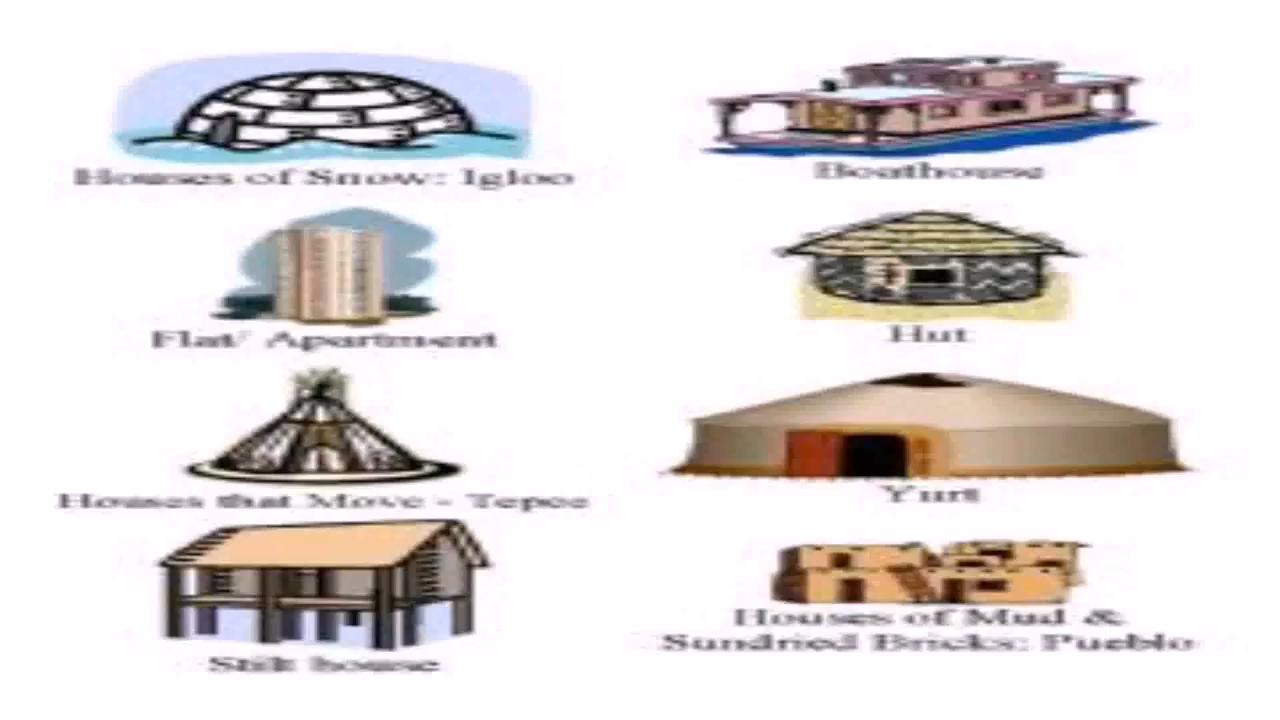 Houses of Snow: Igloo
Boathouse
Flat/ Apartment
Hut
Houses that Move - Tepee
Yurt
Stilt house
Houses of Mud &
Sundried Bricks: Pueblo